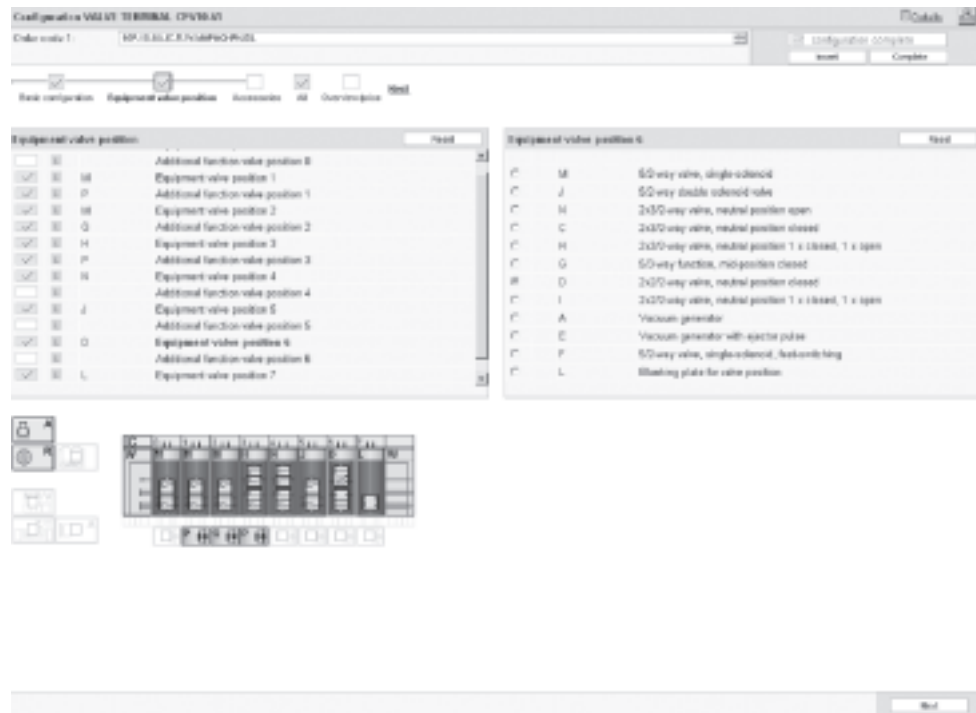 Configuration VALVE TERMINAL CPV10-VI
Details
Order code 1:
configuration complete
Insert
Complete
Basic configuration
Equipment valve position
Accessories
All
Overview/price
Next
Equipment valve position
Reset
Additional function valve position 0
M Equipment valve position 1
P Additional function valve position 1
M Equipment valve position 2
Q Additional function valve position 2
H Equipment valve position 3
P Additional function valve position 3
N Equipment valve position 4
Additional function valve position 4
J Equipment valve position 5
Additional function valve position 5
D Equipment valve position 6
Additional function valve position 6
L Equipment valve position 7
Equipment valve position 6
Reset
M 5/2-way valve, single-solenoid
J 5/2-way double solenoid valve
N 2x3/2-way valve, neutral position open
C 2x3/2-way valve, neutral position closed
H 2x3/2-way valve, neutral position 1 x closed, 1 x open
G 5/3-way function, mid-position closed
D 2x2/2-way valve, neutral position closed
I 2x2/2-way valve, neutral position 1 x closed, 1 x open
A Vacuum generator
E Vacuum generator with ejector pulse
F 5/2-way valve, single-solenoid, fast-switching
L Blanking plate for valve position
Next